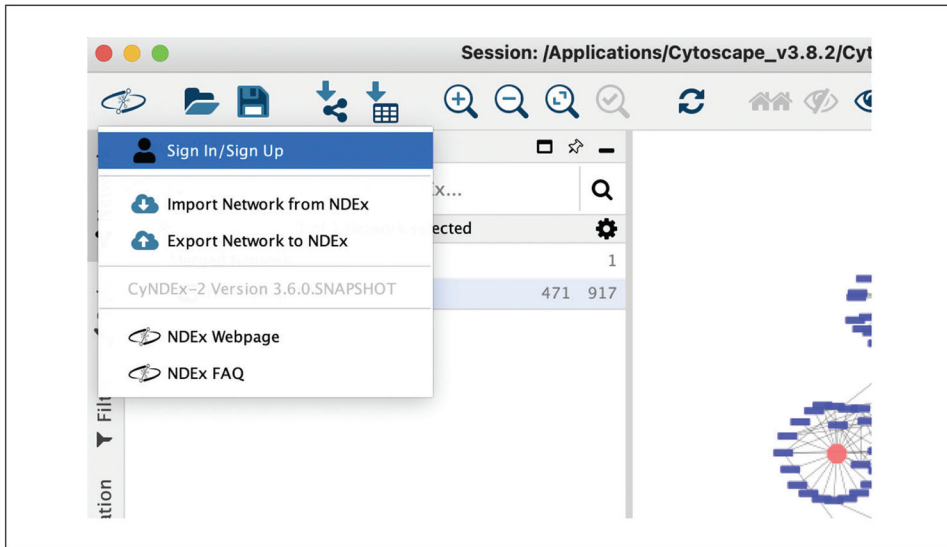 Session: /Applications/Cytoscape_v3.8.2/Cyt
Sign In/Sign Up
Import Network from NDEx
Export Network to NDEx
CyNDEx-2 Version 3.6.0.SNAPSHOT
NDEx Webpage
NDEx FAQ
x...
ected
1
471 917
Filt
ation